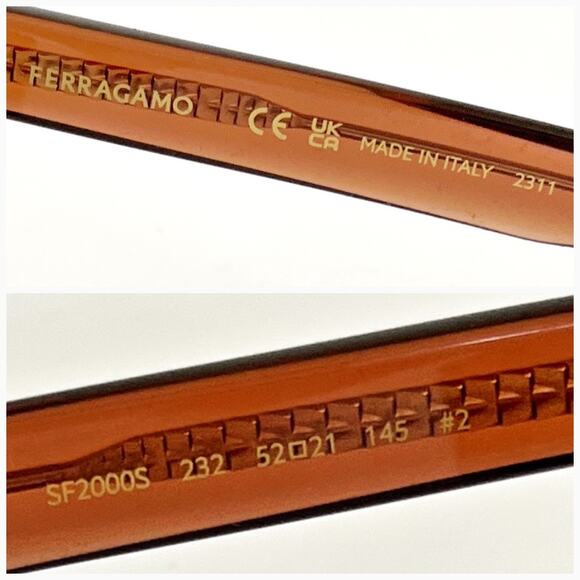 FERRAGAMO CE UK CA MADE IN ITALY 2311
SF2000S 232 52□21 145 #2